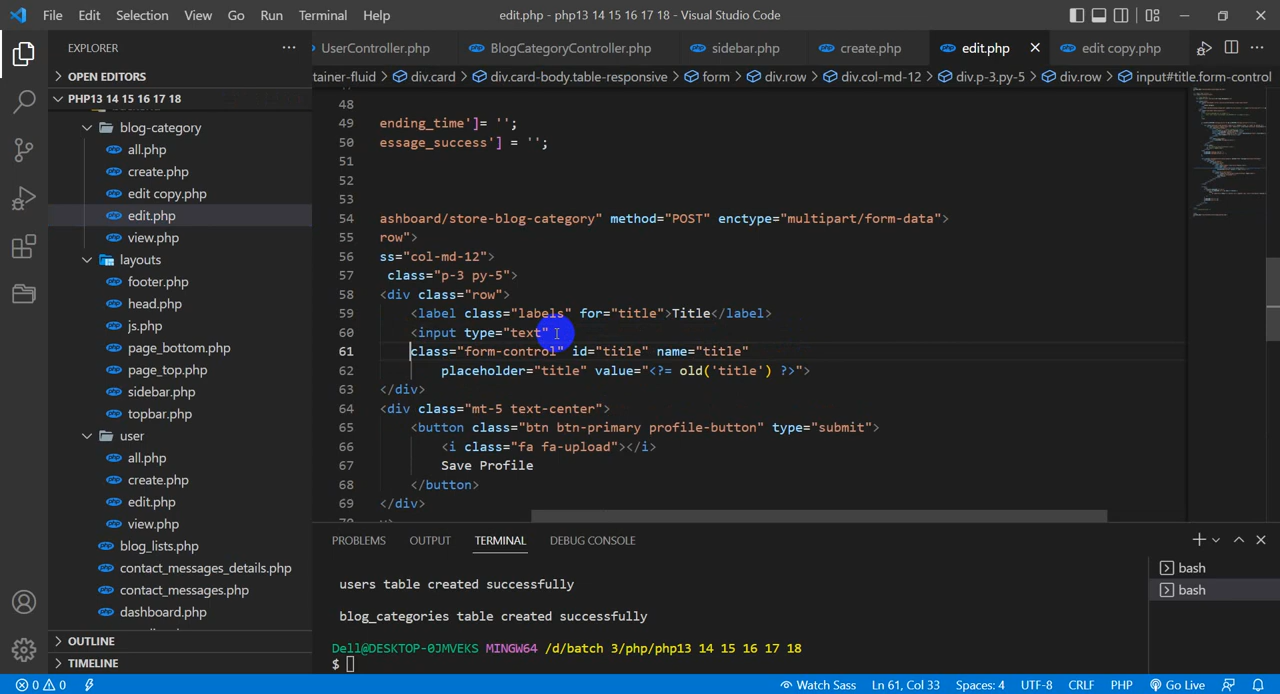 File Edit Selection View Go Run Terminal Help
edit.php - php13 14 15 16 17 18 - Visual Studio Code
EXPLORER
UserController.php
BlogCategoryController.php
sidebar.php
create.php
edit.php
edit copy.php
OPEN EDITORS
tainer-fluid > div.card > div.card-body.table-responsive > form > div.row > div.col-md-12 > div.p-3.py-5 > div.row > input#title.form-control
PHP13 14 15 16 17 18
blog-category
all.php
create.php
edit copy.php
edit.php
view.php
layouts
footer.php
head.php
js.php
page_bottom.php
page_top.php
sidebar.php
topbar.php
user
all.php
create.php
edit.php
view.php
blog_lists.php
contact_messages_details.php
contact_messages.php
dashboard.php
OUTLINE
TIMELINE
48
49 ending_time']= '';
50 essage_success'] = '';
51
52
53
54 ashboard/store-blog-category" method="POST" enctype="multipart/form-data">
55 row">
56 ss="col-md-12">
57 class="p-3 py-5">
58 <div class="row">
59 <label class="labels" for="title">Title</label>
60 <input type="text"
61 class="form-control" id="title" name="title"
62 placeholder="title" value="<?= old('title') ?>">
63 </div>
64 <div class="mt-5 text-center">
65 <button class="btn btn-primary profile-button" type="submit">
66 <i class="fa fa-upload"></i>
67 Save Profile
68 </button>
69 </div>
PROBLEMS OUTPUT TERMINAL DEBUG CONSOLE
users table created successfully
blog_categories table created successfully
Dell@DESKTOP-0JMVEKS MINGW64 /d/batch 3/php/php13 14 15 16 17 18
$
bash
bash
0 0
Watch Sass
Ln 61, Col 33
Spaces: 4
UTF-8
CRLF
PHP
Go Live